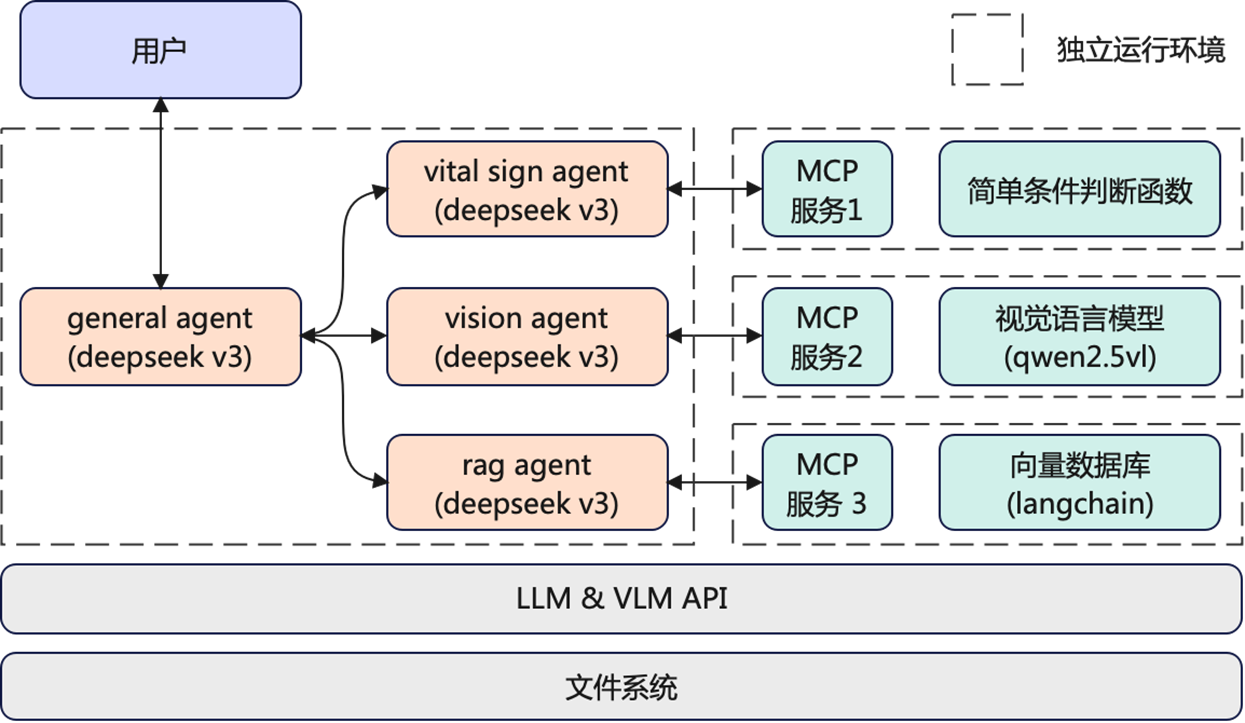 用户
独立运行环境
vital sign agent
(deepseek v3)
MCP
服务1
简单条件判断函数
general agent
(deepseek v3)
vision agent
(deepseek v3)
MCP
服务2
视觉语言模型
(qwen2.5vl)
rag agent
(deepseek v3)
MCP
服务 3
向量数据库
(langchain)
LLM & VLM API
文件系统